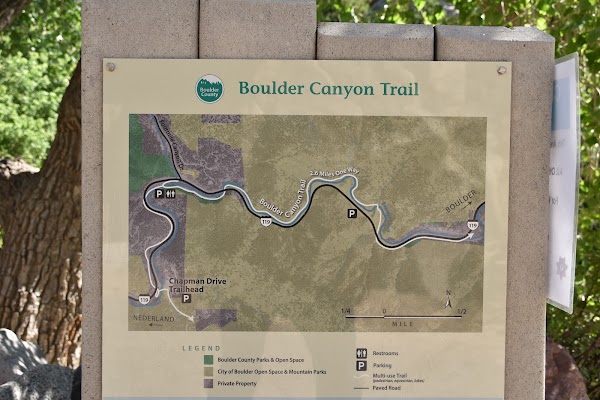 Boulder
County
Boulder Canyon Trail
2.6 Miles One Way
Boulder Canyon Trail
P
P
119
119
BOULDER
Chapman Drive
Trailhead
P
119
NEDERLAND
N
1/4 0 1/2
MILE
LEGEND
Boulder County Parks & Open Space
City of Boulder Open Space & Mountain Parks
Private Property
Restrooms
P Parking
Multi-use Trail
(pedestrian, equestrian, bikes)
Paved Road